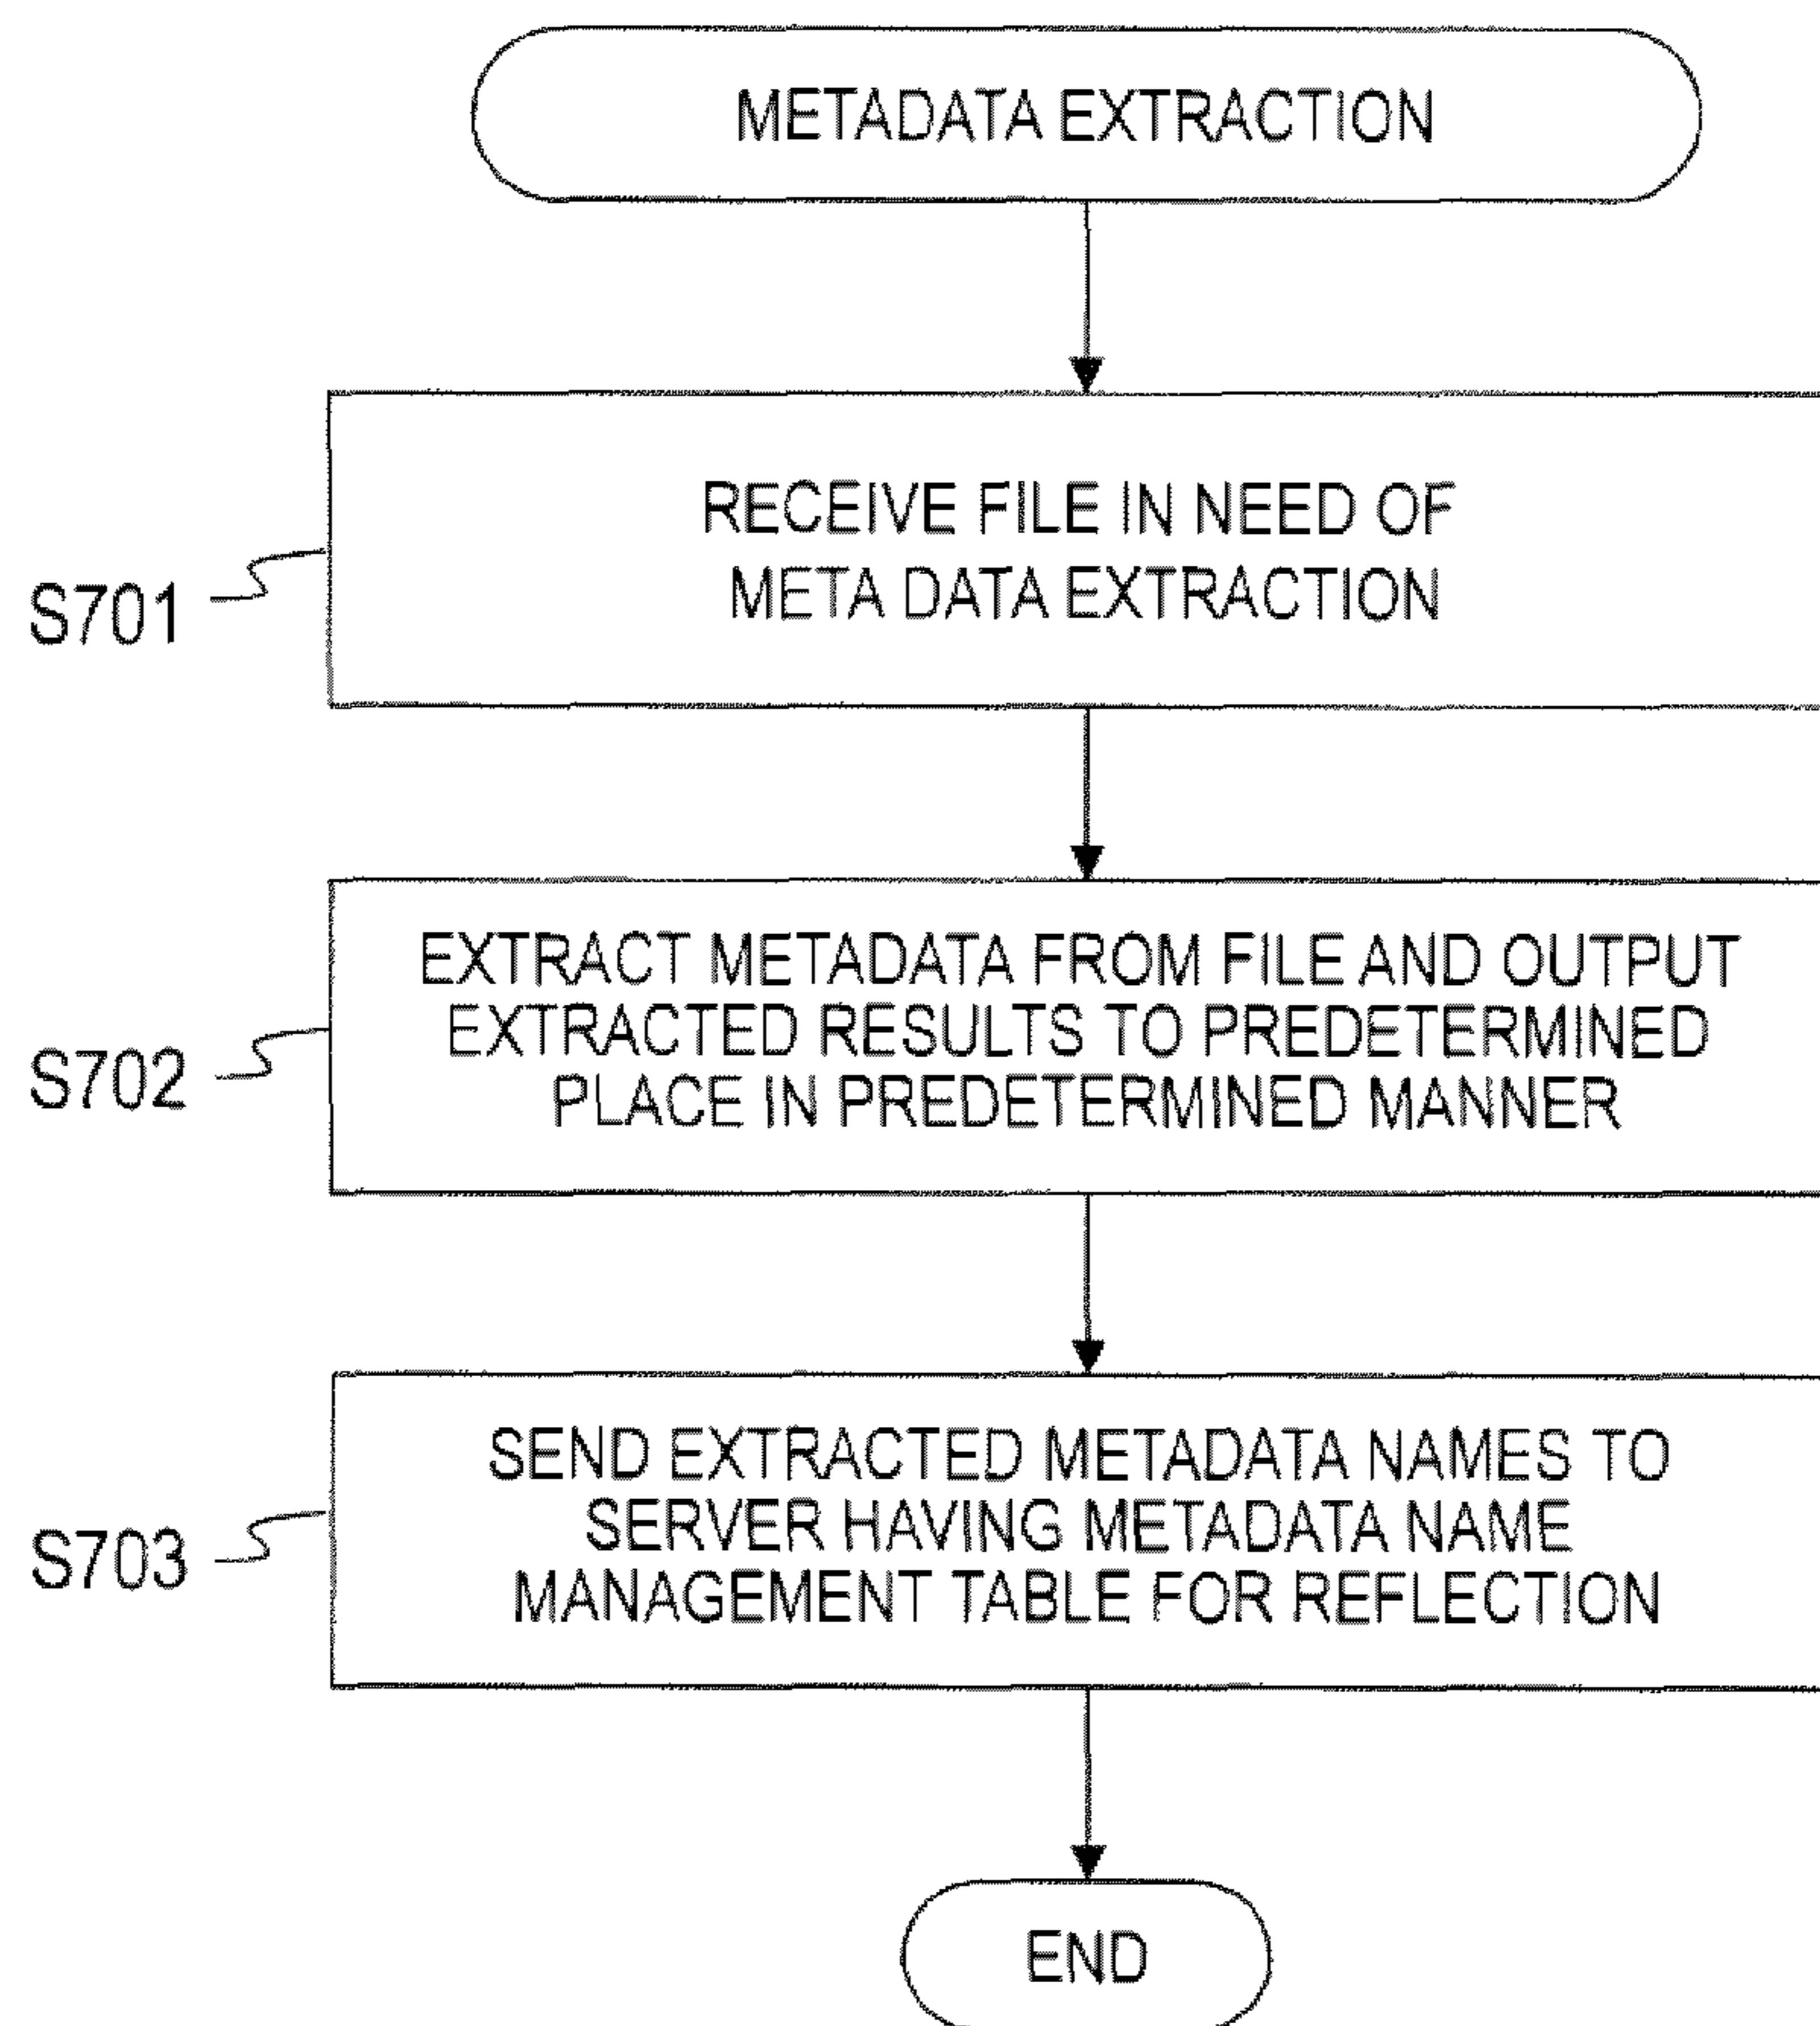 METADATA EXTRACTION
RECEIVE FILE IN NEED OF
META DATA EXTRACTION
S701
EXTRACT METADATA FROM FILE AND OUTPUT
EXTRACTED RESULTS TO PREDETERMINED
PLACE IN PREDETERMINED MANNER
S702
SEND EXTRACTED METADATA NAMES TO
SERVER HAVING METADATA NAME
MANAGEMENT TABLE FOR REFLECTION
S703
END